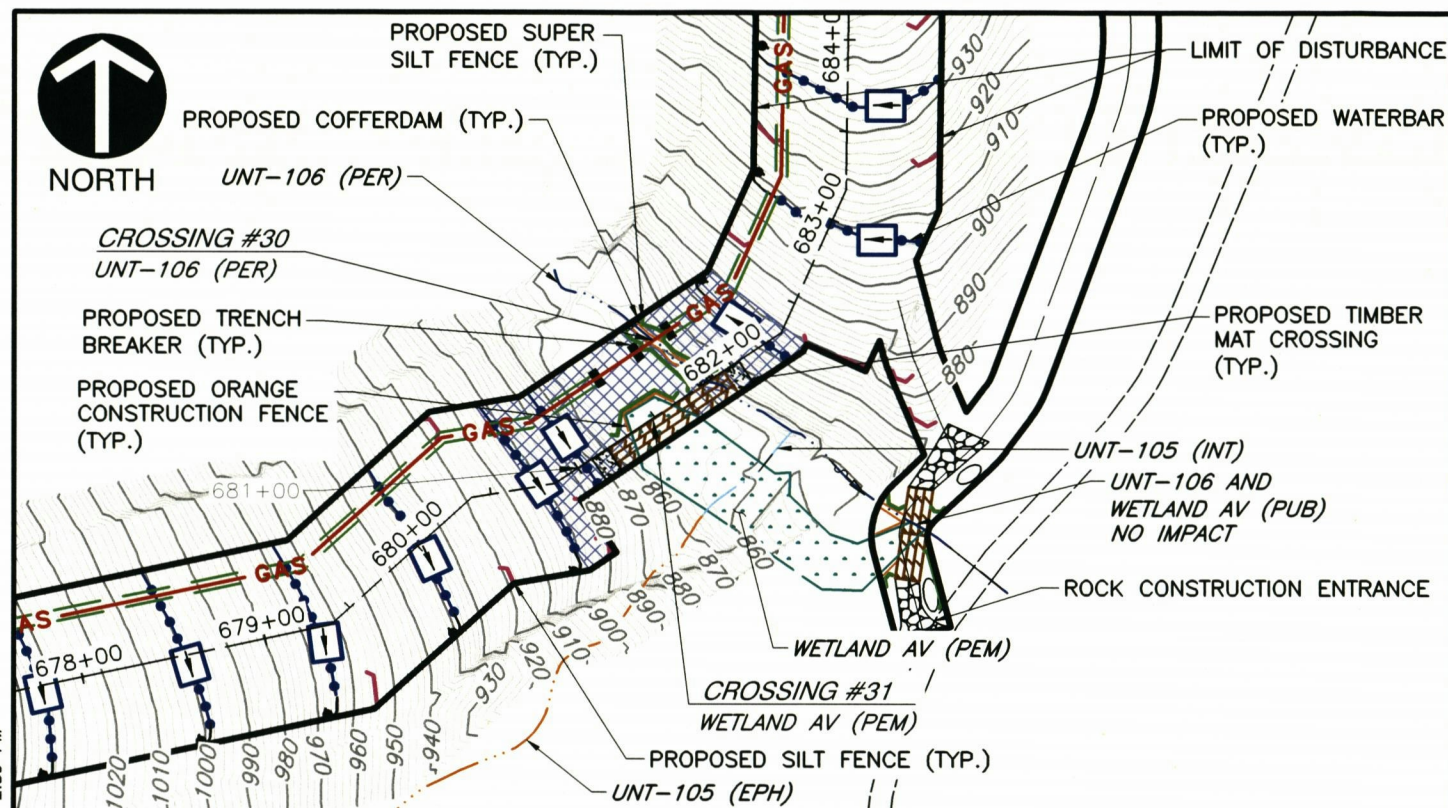 PROPOSED SUPER
SILT FENCE (TYP.)
PROPOSED COFFERDAM (TYP.)
UNT-106 (PER)
NORTH
CROSSING #30
UNT-106 (PER)
PROPOSED TRENCH
BREAKER (TYP.)
PROPOSED ORANGE
CONSTRUCTION FENCE
(TYP.)
LIMIT OF DISTURBANCE
PROPOSED WATERBAR
(TYP.)
PROPOSED TIMBER
MAT CROSSING
(TYP.)
UNT-105 (INT)
UNT-106 AND
WETLAND AV (PUB)
NO IMPACT
ROCK CONSTRUCTION ENTRANCE
WETLAND AV (PEM)
CROSSING #31
WETLAND AV (PEM)
PROPOSED SILT FENCE (TYP.)
UNT-105 (EPH)
GAS
684+0
683+00
682+00
681+00
680+00
679+00
678+00
GAS
GAS
GAS
AS
930
920
910
900
890
880
880
870
860
860
870
880
890
900
910
920
930
940
950
960
970
980
990
1000
1010
1020